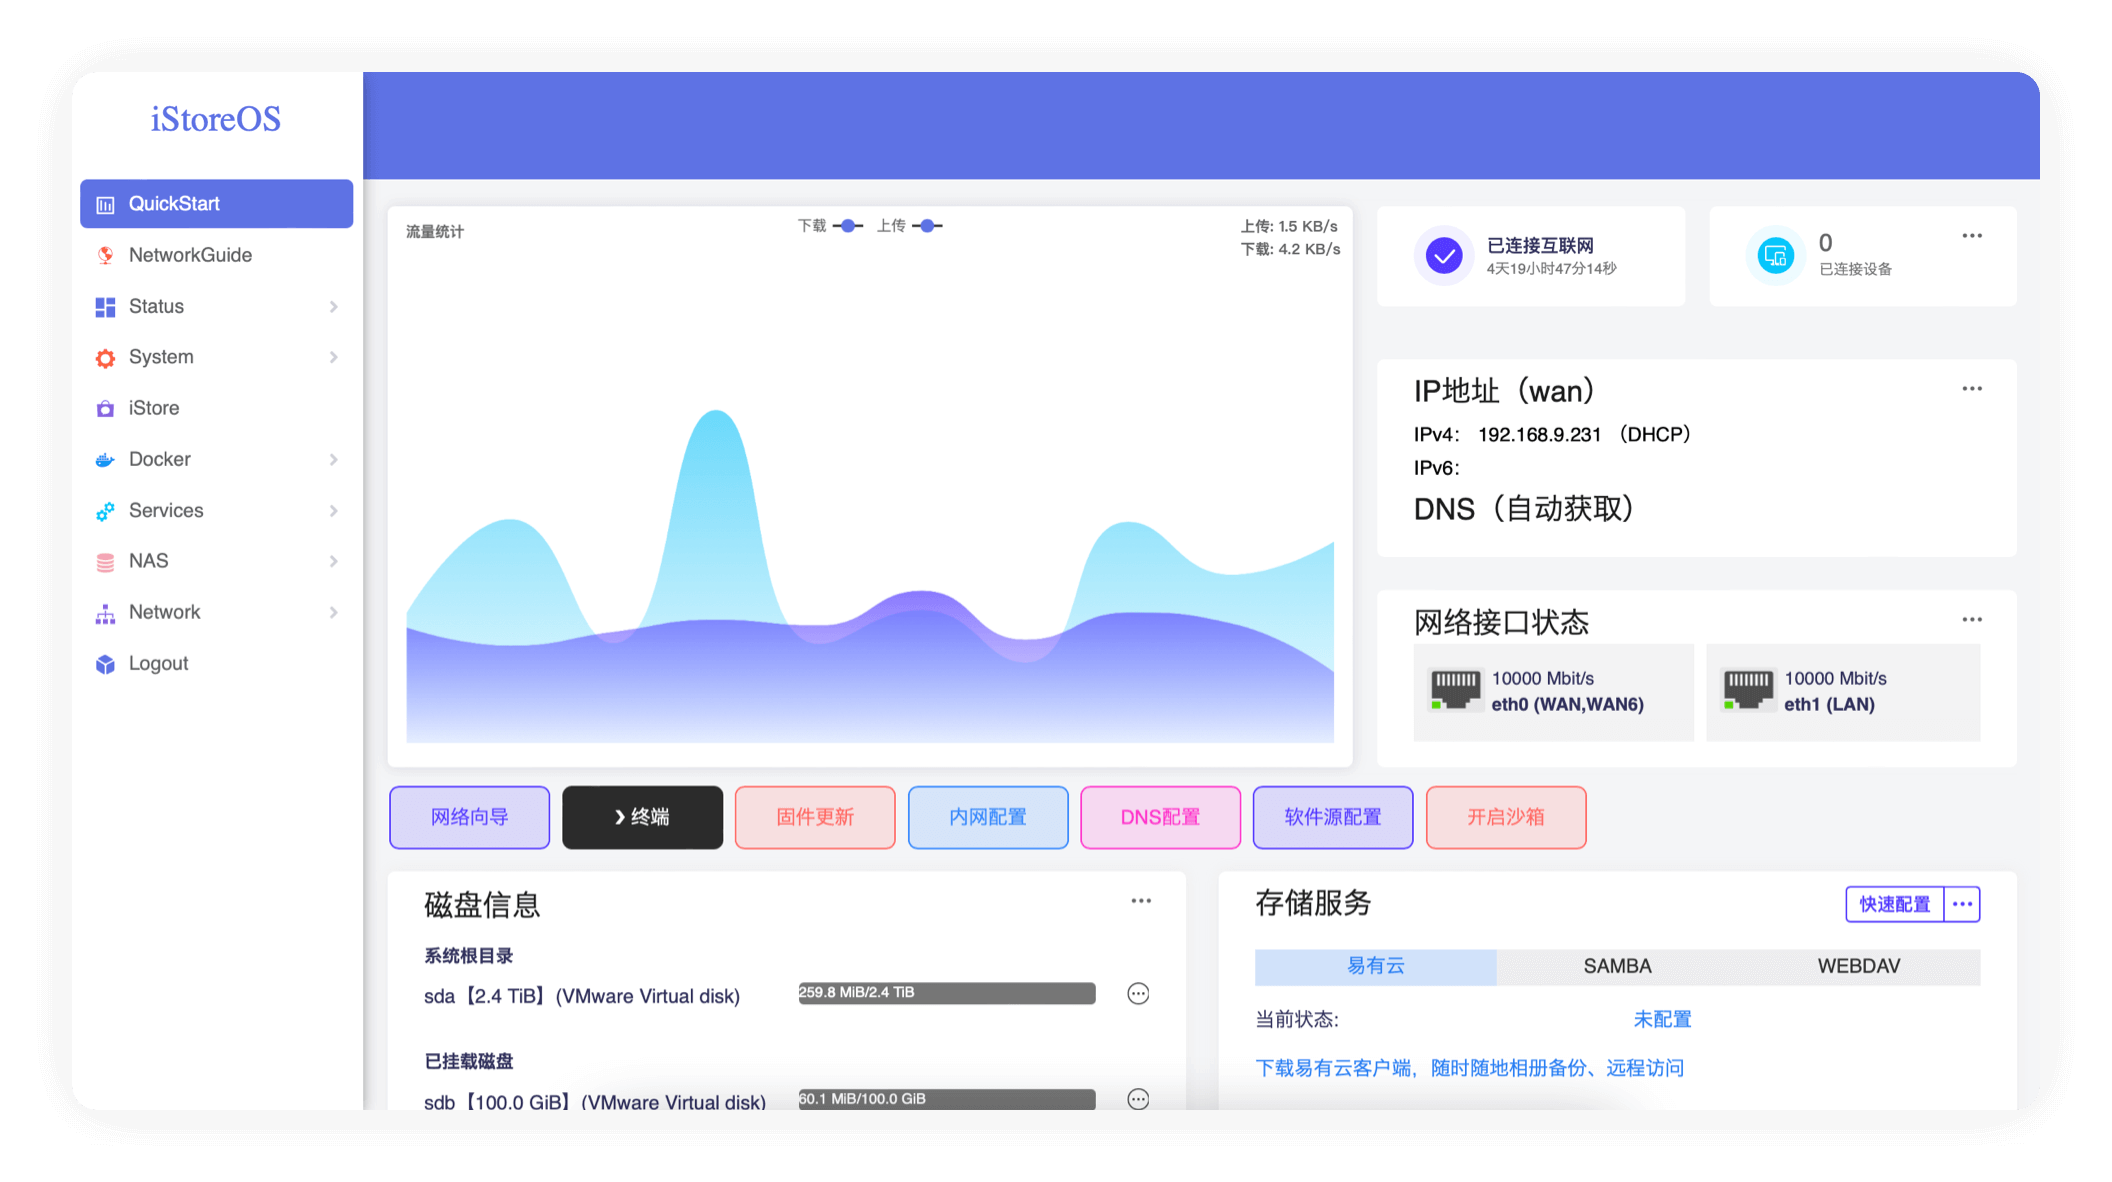 iStoreOS
QuickStart
NetworkGuide
Status
System
iStore
Docker
Services
NAS
Network
Logout
流量统计
下载 上传
上传: 1.5 KB/s
下载: 4.2 KB/s
已连接互联网
4天19小时47分14秒
0
已连接设备
IP地址（wan）
IPv4: 192.168.9.231 （DHCP）
IPv6:
DNS（自动获取）
网络接口状态
10000 Mbit/s
eth0 (WAN,WAN6)
10000 Mbit/s
eth1 (LAN)
网络向导
❯ 终端
固件更新
内网配置
DNS配置
软件源配置
开启沙箱
磁盘信息
系统根目录
sda【2.4 TiB】(VMware Virtual disk)
259.8 MiB/2.4 TiB
已挂载磁盘
sdb【100.0 GiB】(VMware Virtual disk)
60.1 MiB/100.0 GiB
存储服务
快速配置
易有云 SAMBA WEBDAV
当前状态: 未配置
下载易有云客户端，随时随地相册备份、远程访问